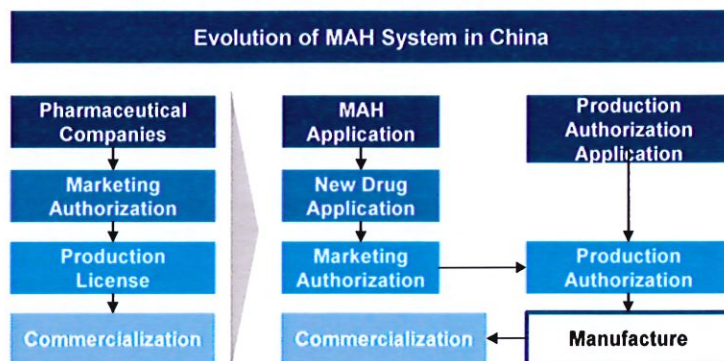 Evolution of MAH System in China
Pharmaceutical
Companies
Marketing
Authorization
Production
License
Commercialization
MAH
Application
New Drug
Application
Marketing
Authorization
Commercialization
Production
Authorization
Application
Production
Authorization
Manufacture